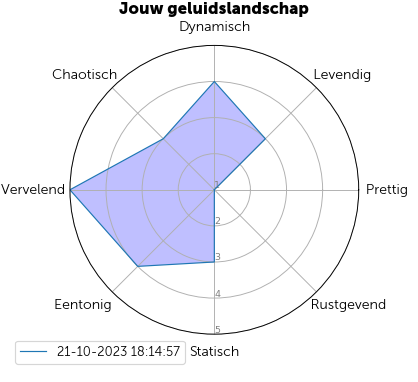 Jouw geluidslandschap
Dynamisch
Chaotisch
Levendig
Vervelend
Prettig
1
2
3
4
5
Eentonig
Rustgevend
21-10-2023 18:14:57
Statisch